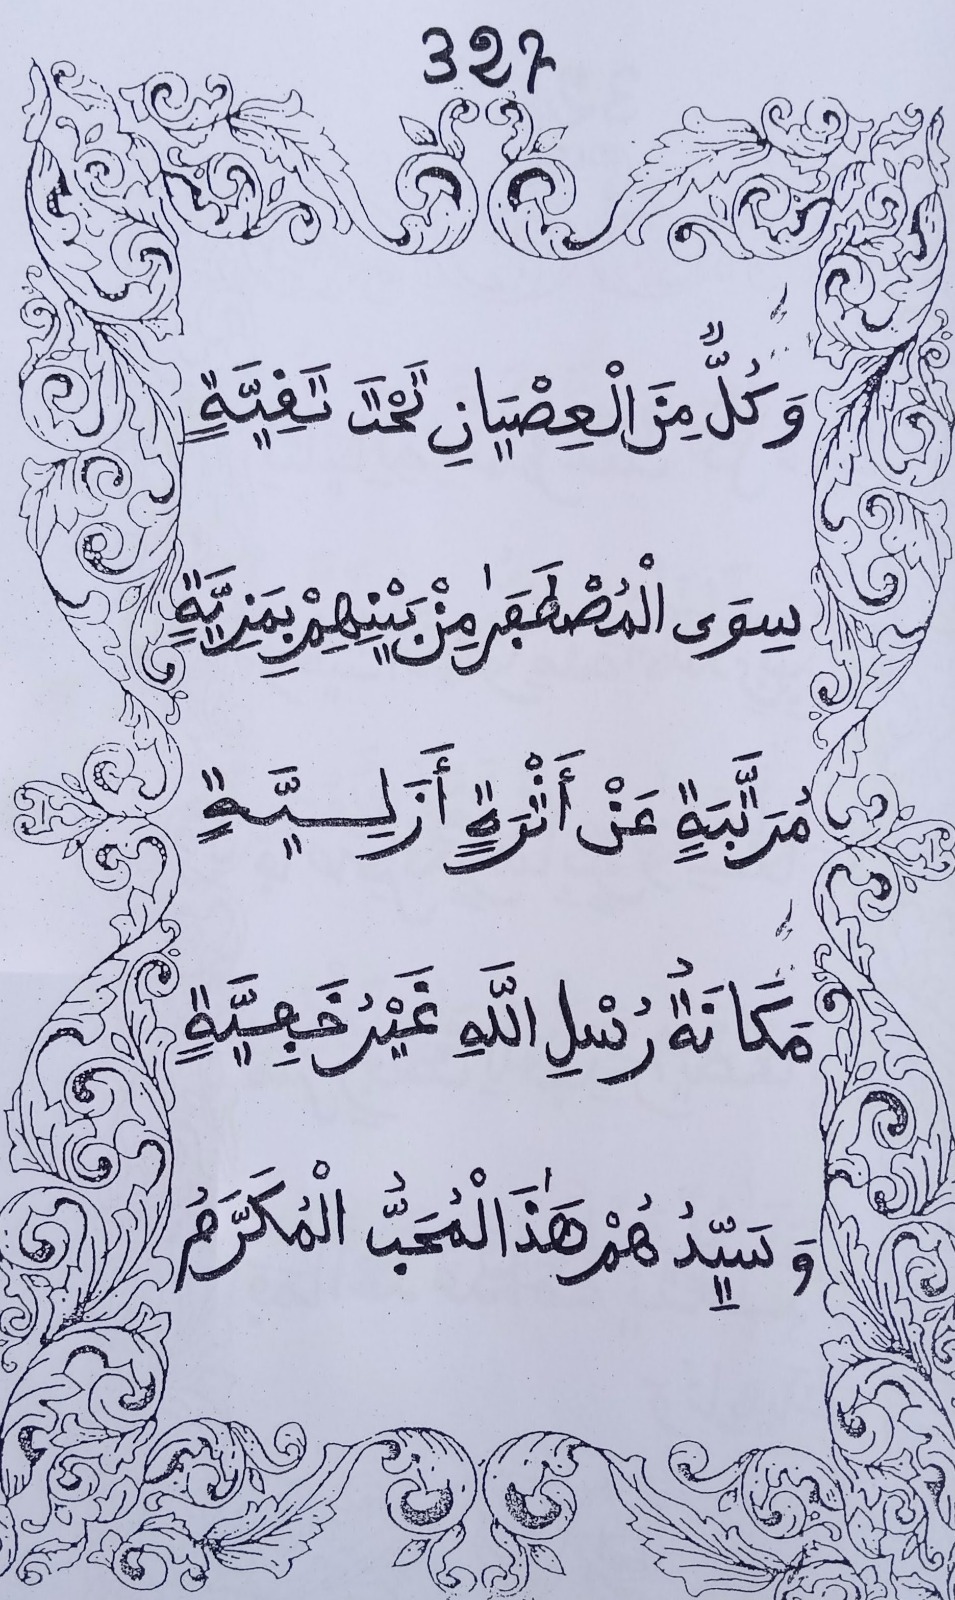 327
وَكُلٌّ مِنَ الْعِصْيَانِ تَحْتَ تَقِيَّةٍ
سِوَى الْمُصْطَفَىٰ مِنْ بَيْنِهِمْ بِمَزِيَّةٍ
مُرَتَّبَةٍ عَنْ أَثْرَةٍ أَزَلِيَّةٍ
مَكَانَةُ رُسْلِ اللَّهِ غَيْرُ خَفِيَّةٍ
وَسَيِّدُهُمْ هَٰذَا الْمُحَبُّ الْمُكَرَّمُ